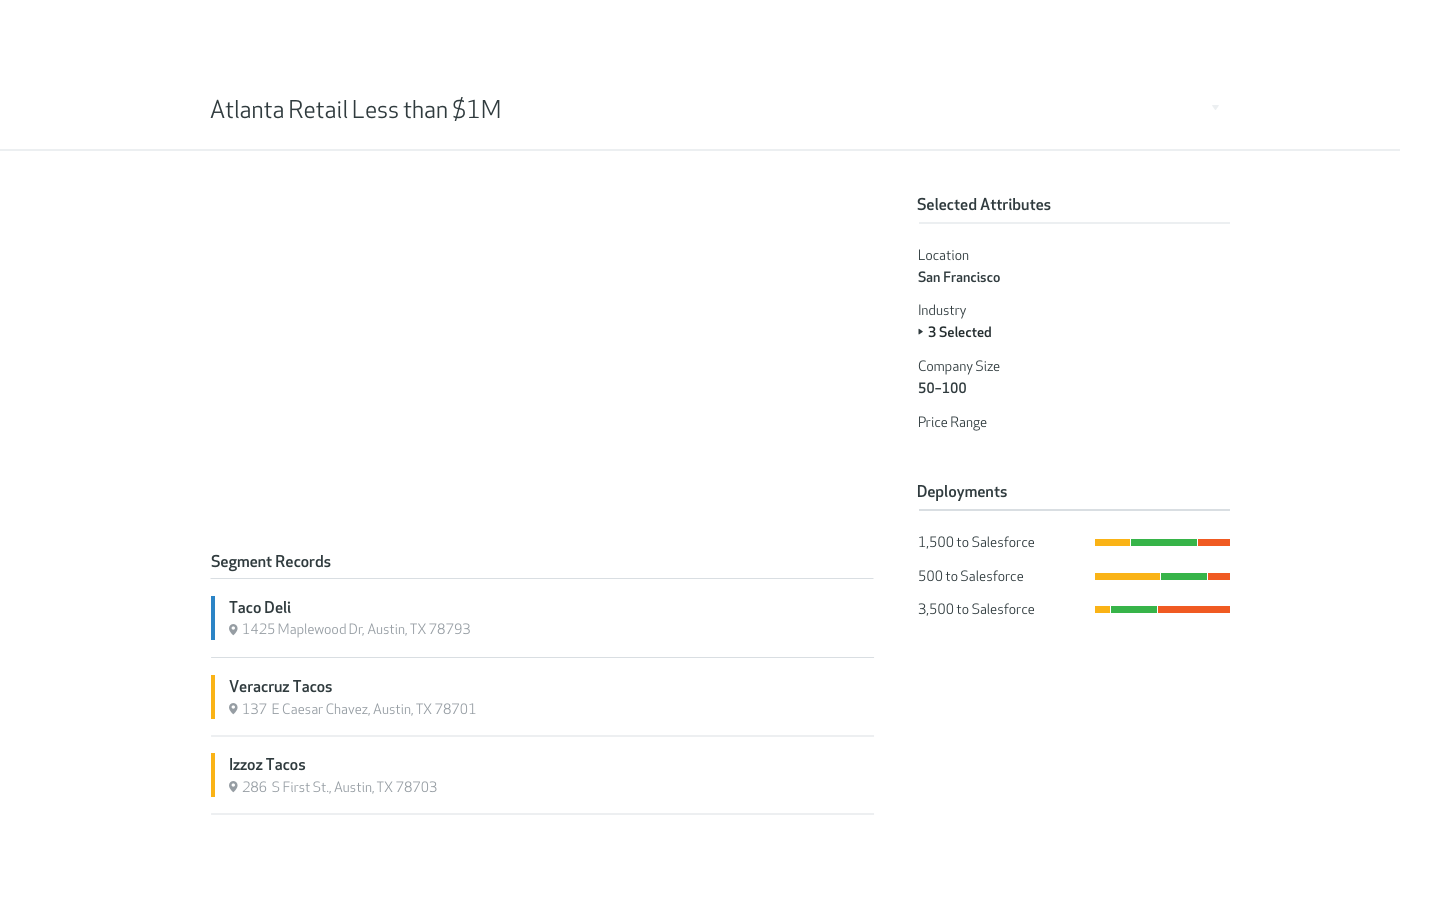 Atlanta Retail Less than $1M
Selected Attributes
Location
San Francisco
Industry
3 Selected
Company Size
50–100
Price Range
Deployments
1,500 to Salesforce
500 to Salesforce
3,500 to Salesforce
Segment Records
Taco Deli
1425 Maplewood Dr, Austin, TX 78793
Veracruz Tacos
137 E Caesar Chavez, Austin, TX 78701
Izzoz Tacos
286 S First St., Austin, TX 78703